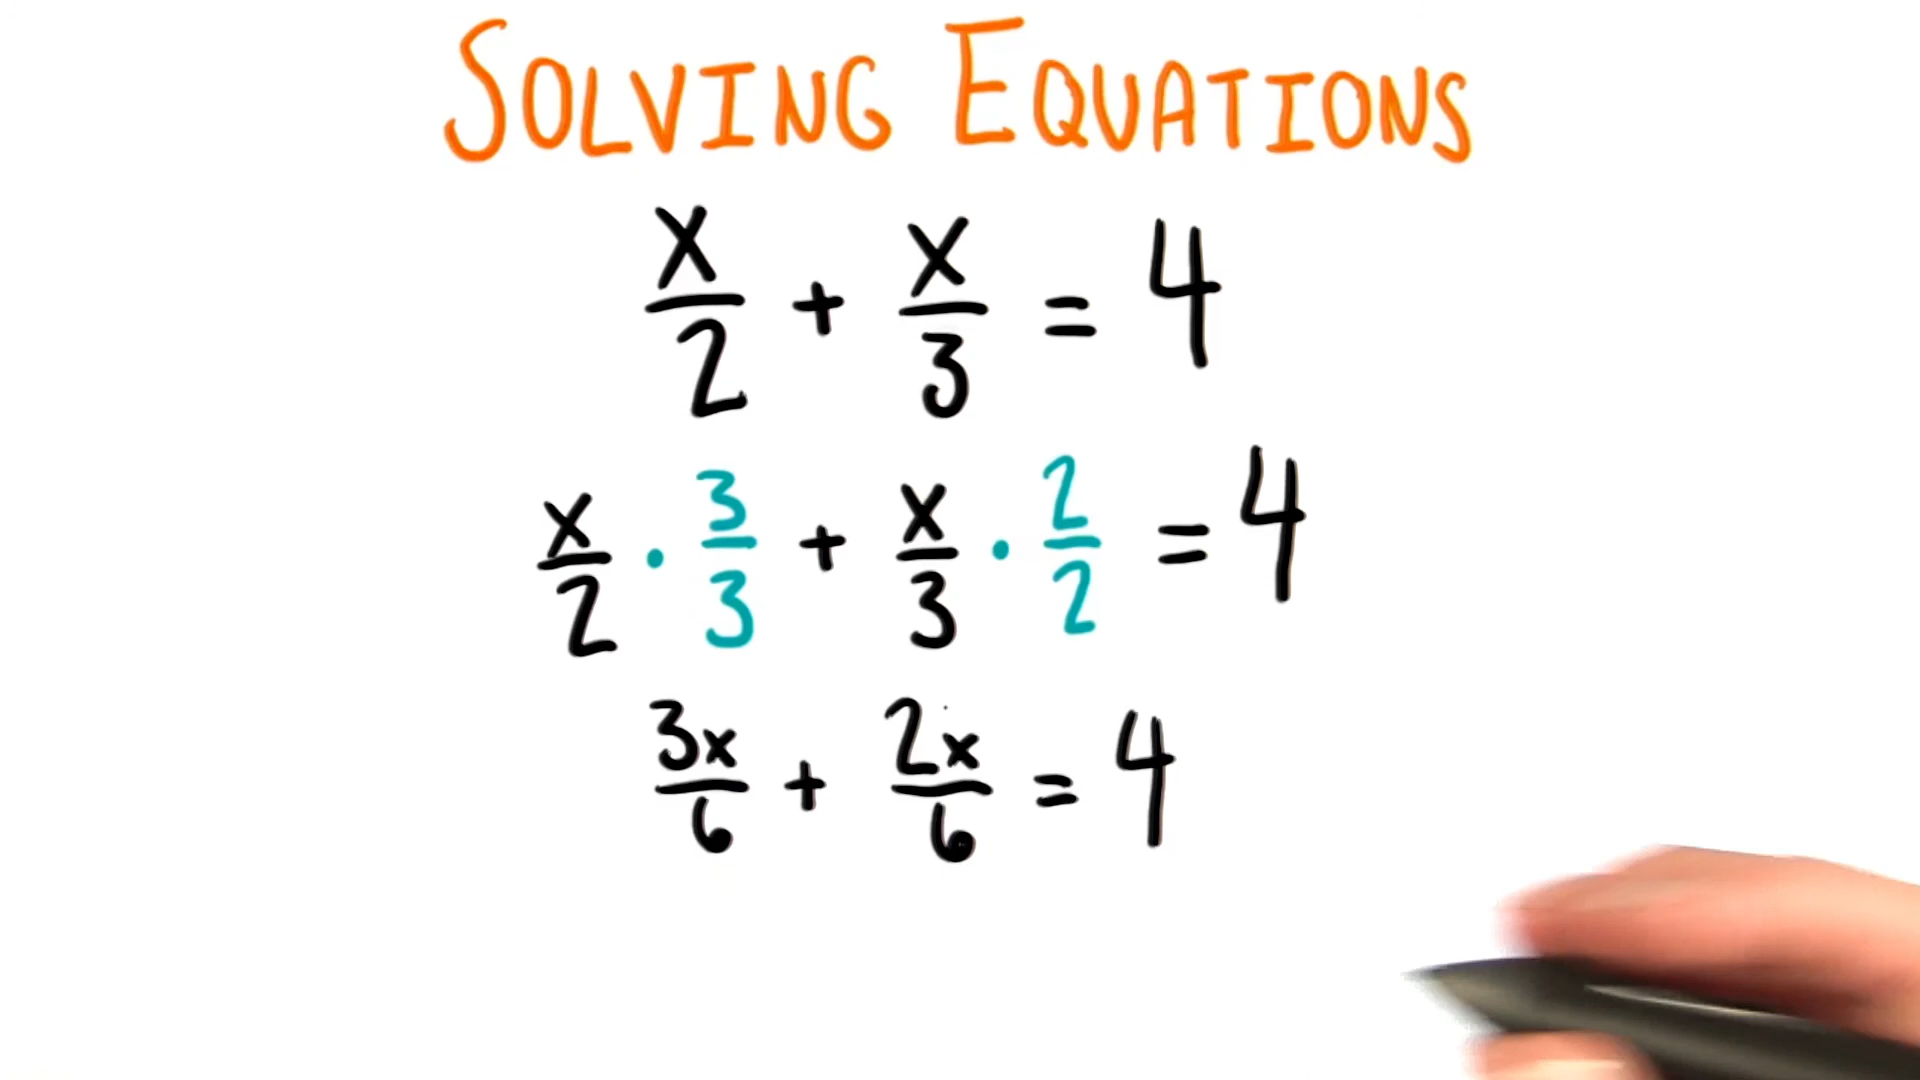 SOLVING EQUATIONS
x/2 + x/3 = 4
x/2 · 3/3 + x/3 · 2/2 = 4
3x/6 + 2x/6 = 4